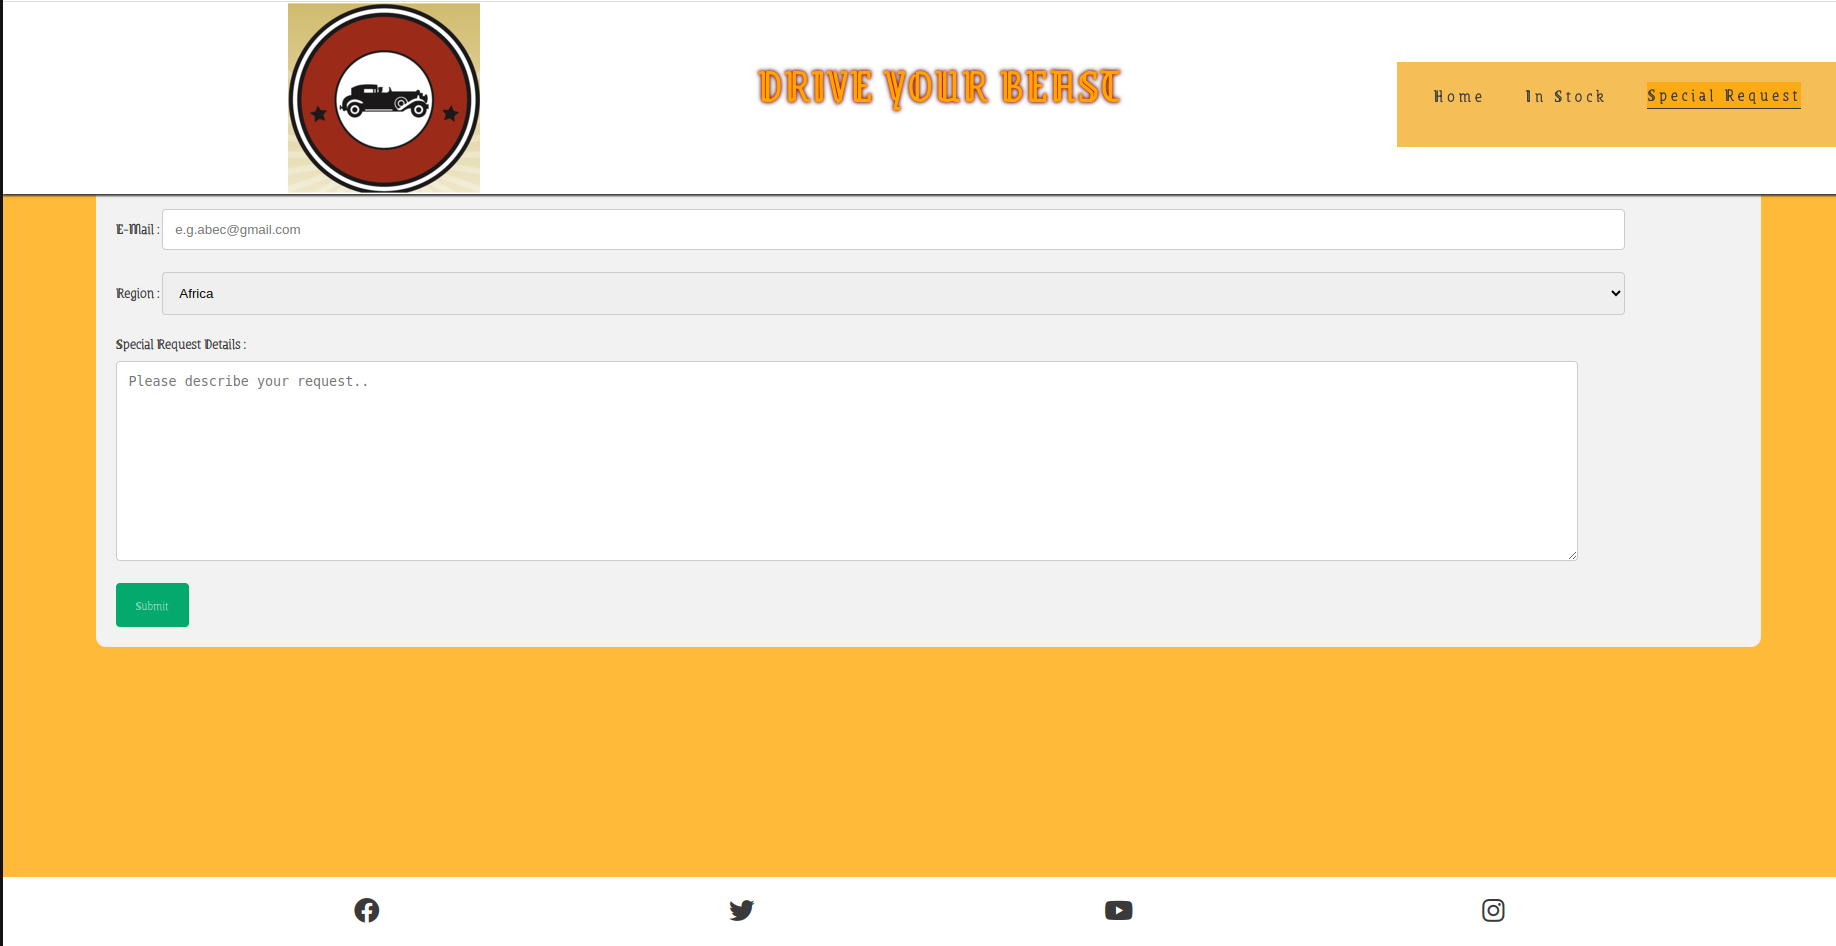 DRIVE YOUR BEAST
Home
In Stock
Special Request
E-Mail :
e.g.abec@gmail.com
Region :
Africa
Special Request Details :
Please describe your request..
Submit